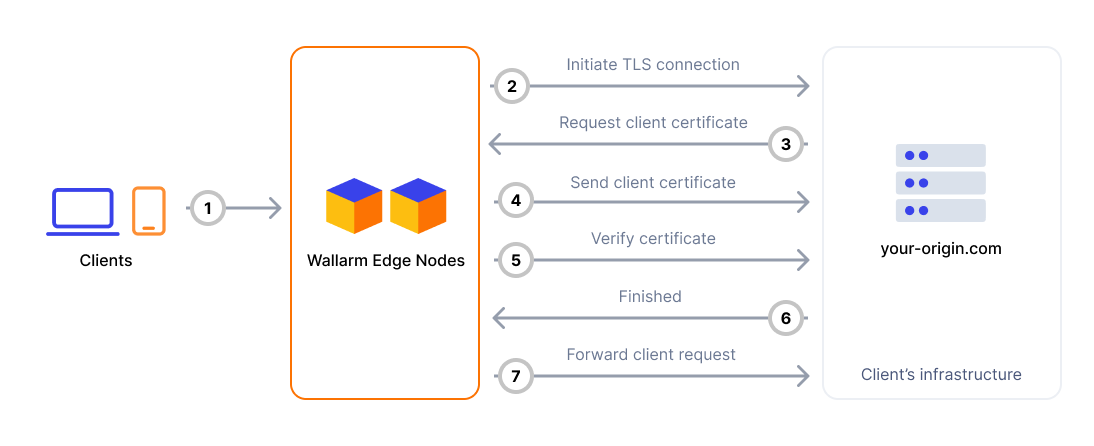 Initiate TLS connection
2
Request client certificate
3
Send client certificate
4
1
Verify certificate
your-origin.com
Clients
Wallarm Edge Nodes
5
Finished
6
Forward client request
7
Client’s infrastructure